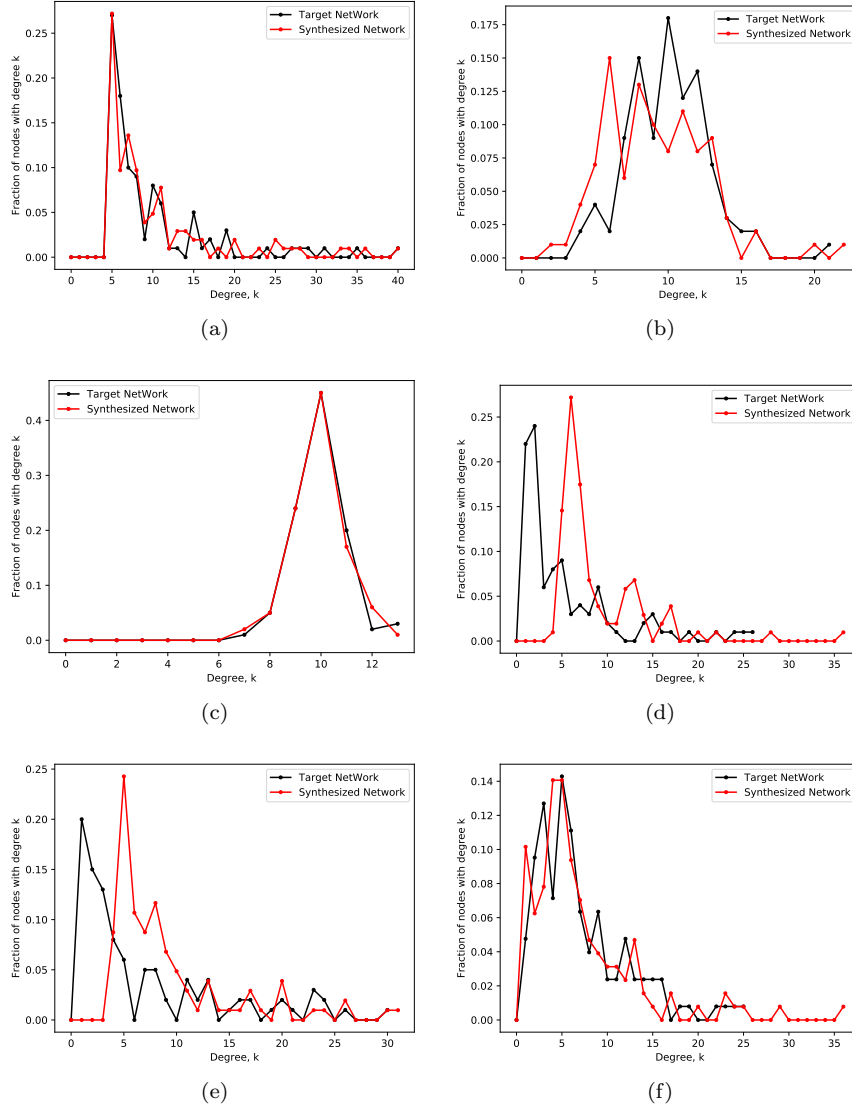 Target NetWork
Synthesized Network
Fraction of nodes with degree k
0.25
0.20
0.15
0.10
0.05
0.00
0 5 10 15 20 25 30 35 40
Degree, k
(a)
Target NetWork
Synthesized Network
Fraction of nodes with degree k
0.175
0.150
0.125
0.100
0.075
0.050
0.025
0.000
0 5 10 15 20
Degree, k
(b)
Target NetWork
Synthesized Network
Fraction of nodes with degree k
0.4
0.3
0.2
0.1
0.0
0 2 4 6 8 10 12
Degree, k
(c)
Target NetWork
Synthesized Network
Fraction of nodes with degree k
0.25
0.20
0.15
0.10
0.05
0.00
0 5 10 15 20 25 30 35
Degree, k
(d)
Target NetWork
Synthesized Network
Fraction of nodes with degree k
0.25
0.20
0.15
0.10
0.05
0.00
0 5 10 15 20 25 30
Degree, k
(e)
Target NetWork
Synthesized Network
Fraction of nodes with degree k
0.14
0.12
0.10
0.08
0.06
0.04
0.02
0.00
0 5 10 15 20 25 30 35
Degree, k
(f)